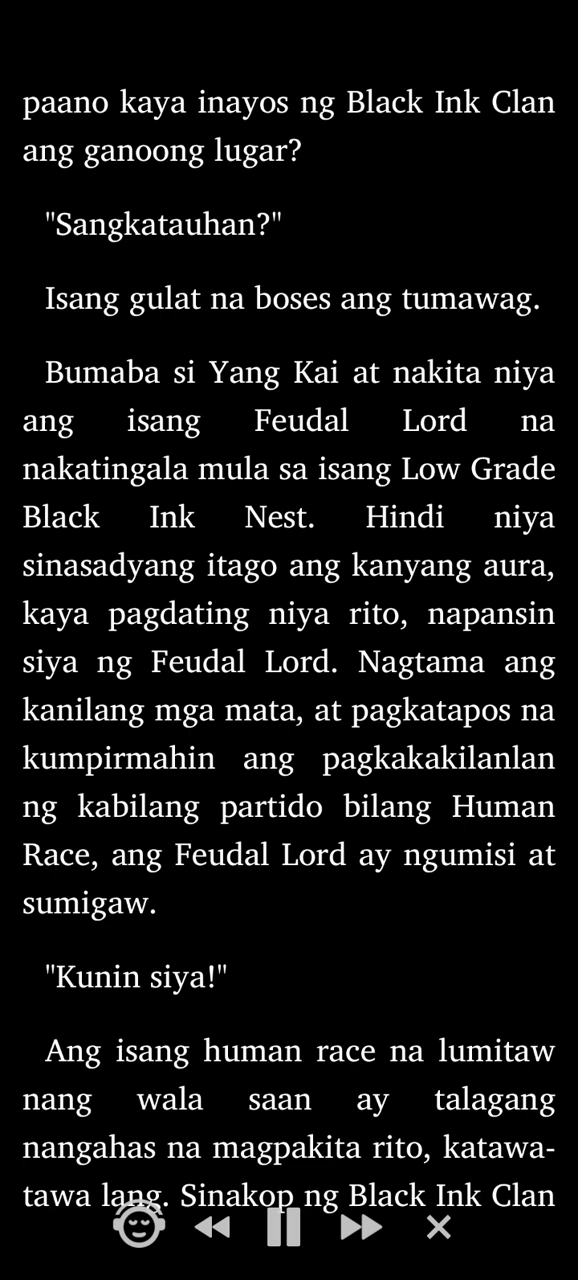 paano kaya inayos ng Black Ink Clan
ang ganoong lugar?
"Sangkatauhan?"
Isang gulat na boses ang tumawag.
Bumaba si Yang Kai at nakita niya
ang isang Feudal Lord na
nakatingala mula sa isang Low Grade
Black Ink Nest. Hindi niya
sinasadyang itago ang kanyang aura,
kaya pagdating niya rito, napansin
siya ng Feudal Lord. Nagtama ang
kanilang mga mata, at pagkatapos na
kumpirmahin ang pagkakakilanlan
ng kabilang partido bilang Human
Race, ang Feudal Lord ay ngumisi at
sumigaw.
"Kunin siya!"
Ang isang human race na lumitaw
nang wala saan ay talagang
nangahas na magpakita rito, katawa-
tawa lang. Sinakop ng Black Ink Clan